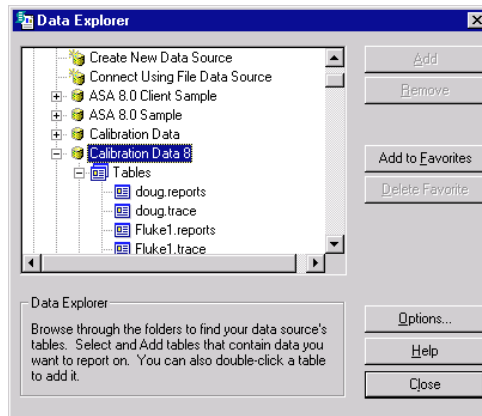 Data Explorer
Create New Data Source
Connect Using File Data Source
ASA 8.0 Client Sample
ASA 8.0 Sample
Calibration Data
Calibration Data 8
Tables
doug.reports
doug.trace
Fluke1.reports
Fluke1.trace
Add
Remove
Add to Favorites
Delete Favorite
Data Explorer
Browse through the folders to find your data source's
tables. Select and Add tables that contain data you
want to report on. You can also double-click a table
to add it.
Options...
Help
Close